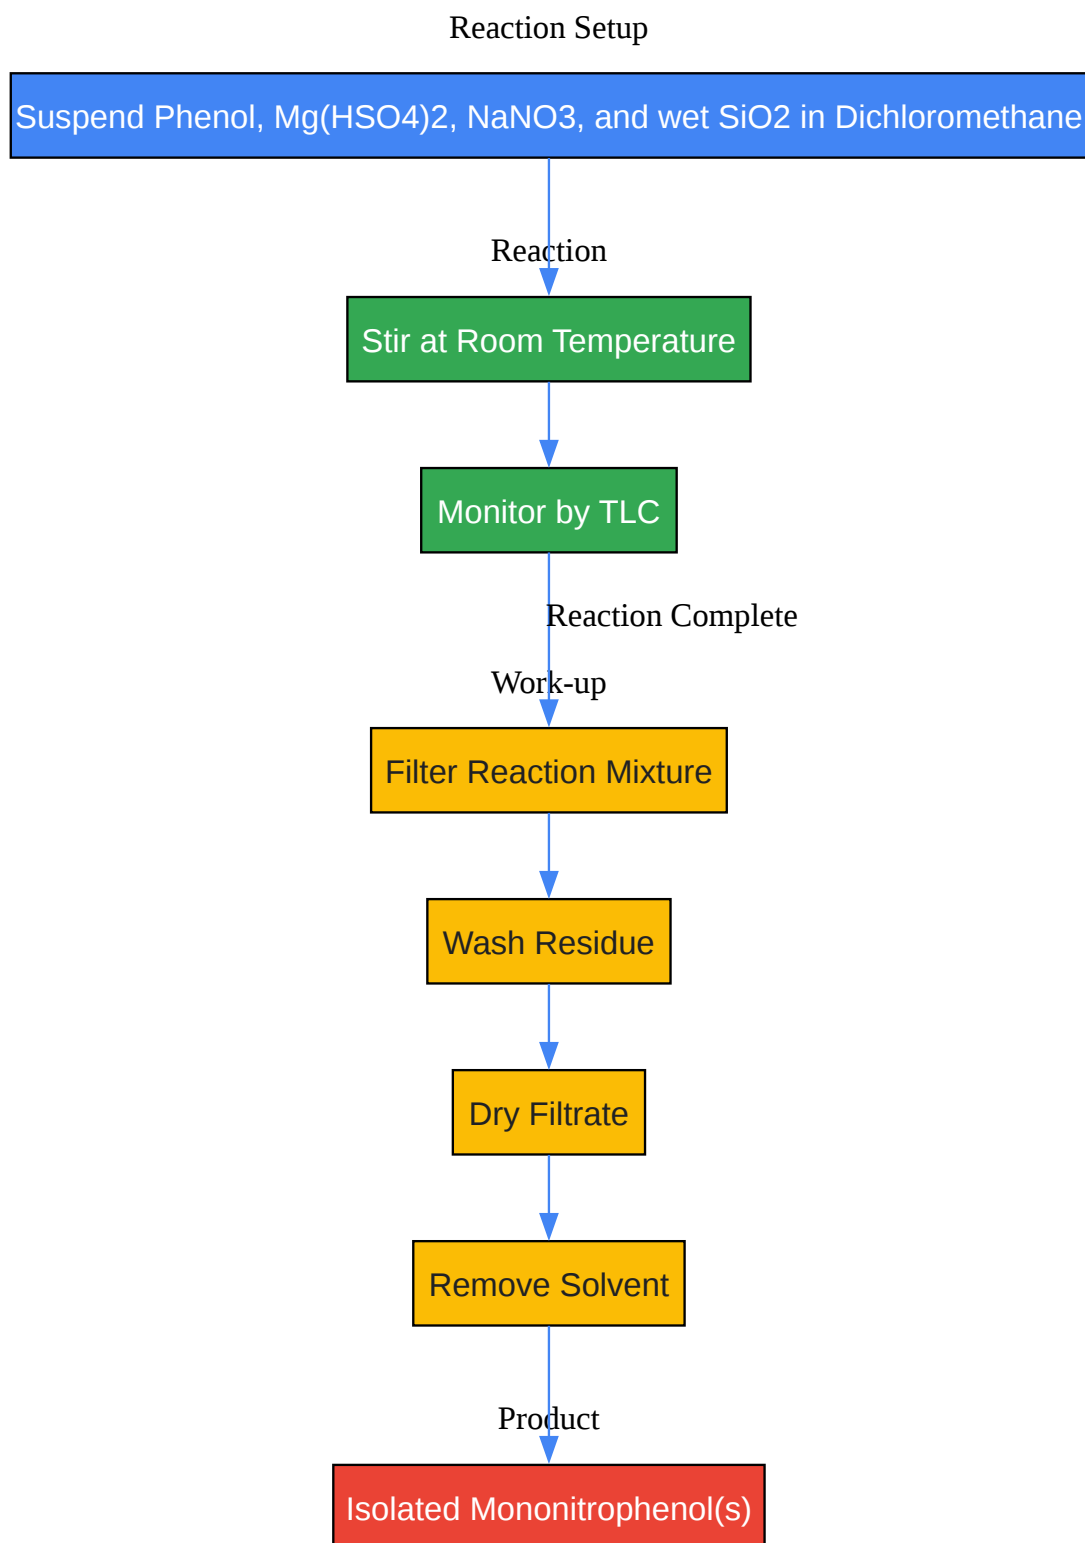 Reaction Setup
Suspend Phenol, Mg(HSO4)2, NaNO3, and wet SiO2 in Dichloromethane
Reaction
Stir at Room Temperature
Monitor by TLC
Reaction Complete
Work-up
Filter Reaction Mixture
Wash Residue
Dry Filtrate
Remove Solvent
Product
Isolated Mononitrophenol(s)